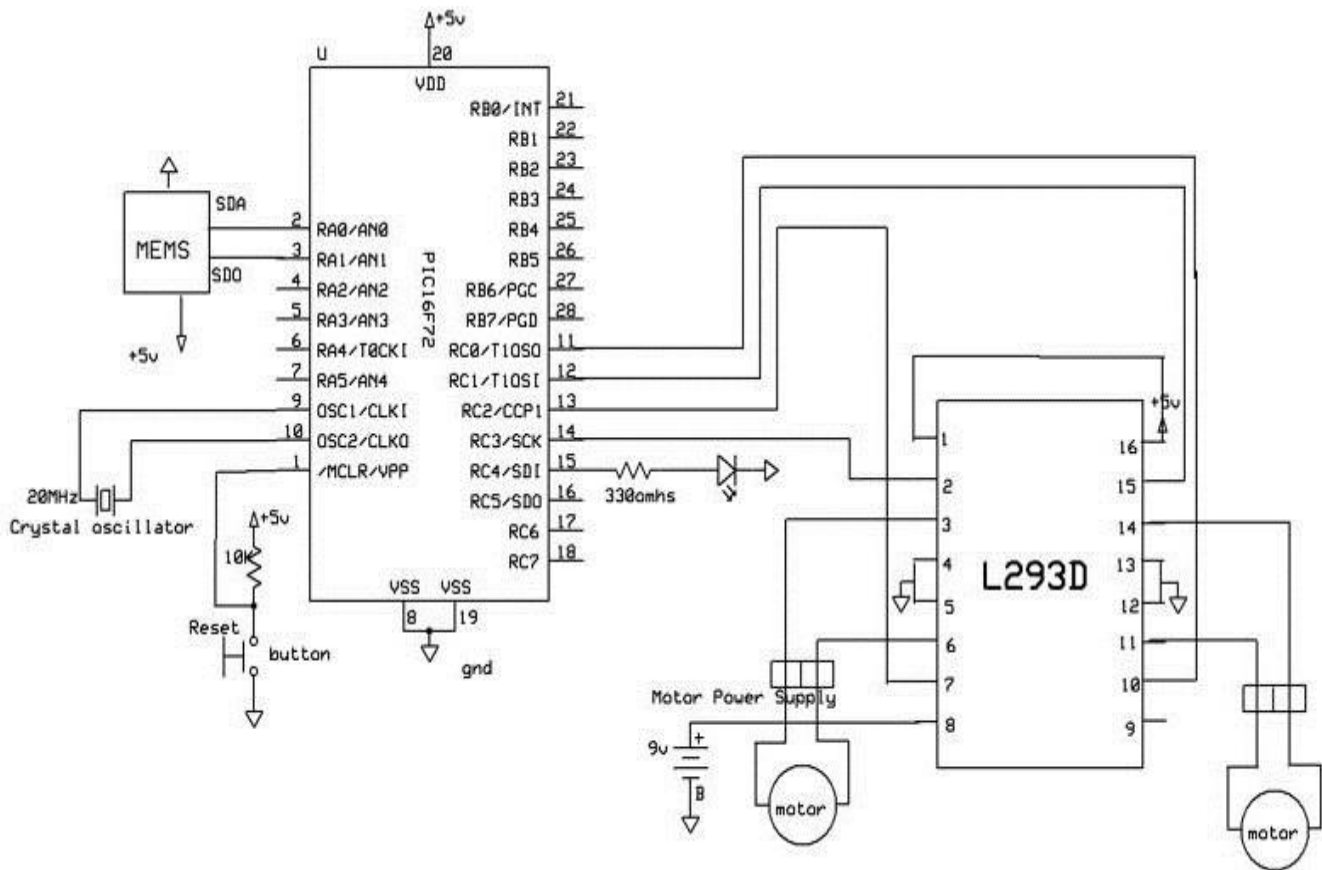 +5v
U
20
VDD
RB0/INT 21
RB1 22
RB2 23
RB3 24
RB4 25
RB5 26
RB6/PGC 27
RB7/PGD 28
RC0/T1OSO 11
RC1/T1OSI 12
RC2/CCP1 13
RC3/SCK 14
RC4/SDI 15
RC5/SDO 16
RC6 17
RC7 18
PIC16F72
SDA
MEMS
SDO
+5v
2 RA0/AN0
3 RA1/AN1
4 RA2/AN2
5 RA3/AN3
6 RA4/T0CKI
7 RA5/AN4
9 OSC1/CLKI
10 OSC2/CLKO
1 /MCLR/VPP
20MHz
Crystal oscillator
+5v
10K
Reset
button
VSS VSS
8 19
gnd
330omhs
+5v
L293D
1
2
3
4
5
6
7
8
16
15
14
13
12
11
10
9
Motor Power Supply
9v
+
B
motor
motor